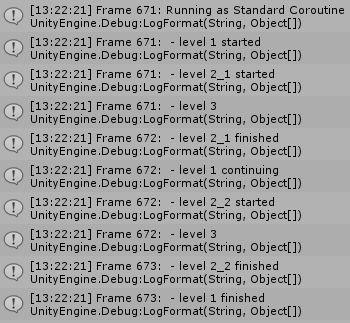 [13:22:21] Frame 671: Running as Standard Coroutine
UnityEngine.Debug:LogFormat(String, Object[])
[13:22:21] Frame 671:  - level 1 started
UnityEngine.Debug:LogFormat(String, Object[])
[13:22:21] Frame 671:  - level 2_1 started
UnityEngine.Debug:LogFormat(String, Object[])
[13:22:21] Frame 671:  - level 3
UnityEngine.Debug:LogFormat(String, Object[])
[13:22:21] Frame 672:  - level 2_1 finished
UnityEngine.Debug:LogFormat(String, Object[])
[13:22:21] Frame 672:  - level 1 continuing
UnityEngine.Debug:LogFormat(String, Object[])
[13:22:21] Frame 672:  - level 2_2 started
UnityEngine.Debug:LogFormat(String, Object[])
[13:22:21] Frame 672:  - level 3
UnityEngine.Debug:LogFormat(String, Object[])
[13:22:21] Frame 673:  - level 2_2 finished
UnityEngine.Debug:LogFormat(String, Object[])
[13:22:21] Frame 673:  - level 1 finished
UnityEngine.Debug:LogFormat(String, Object[])